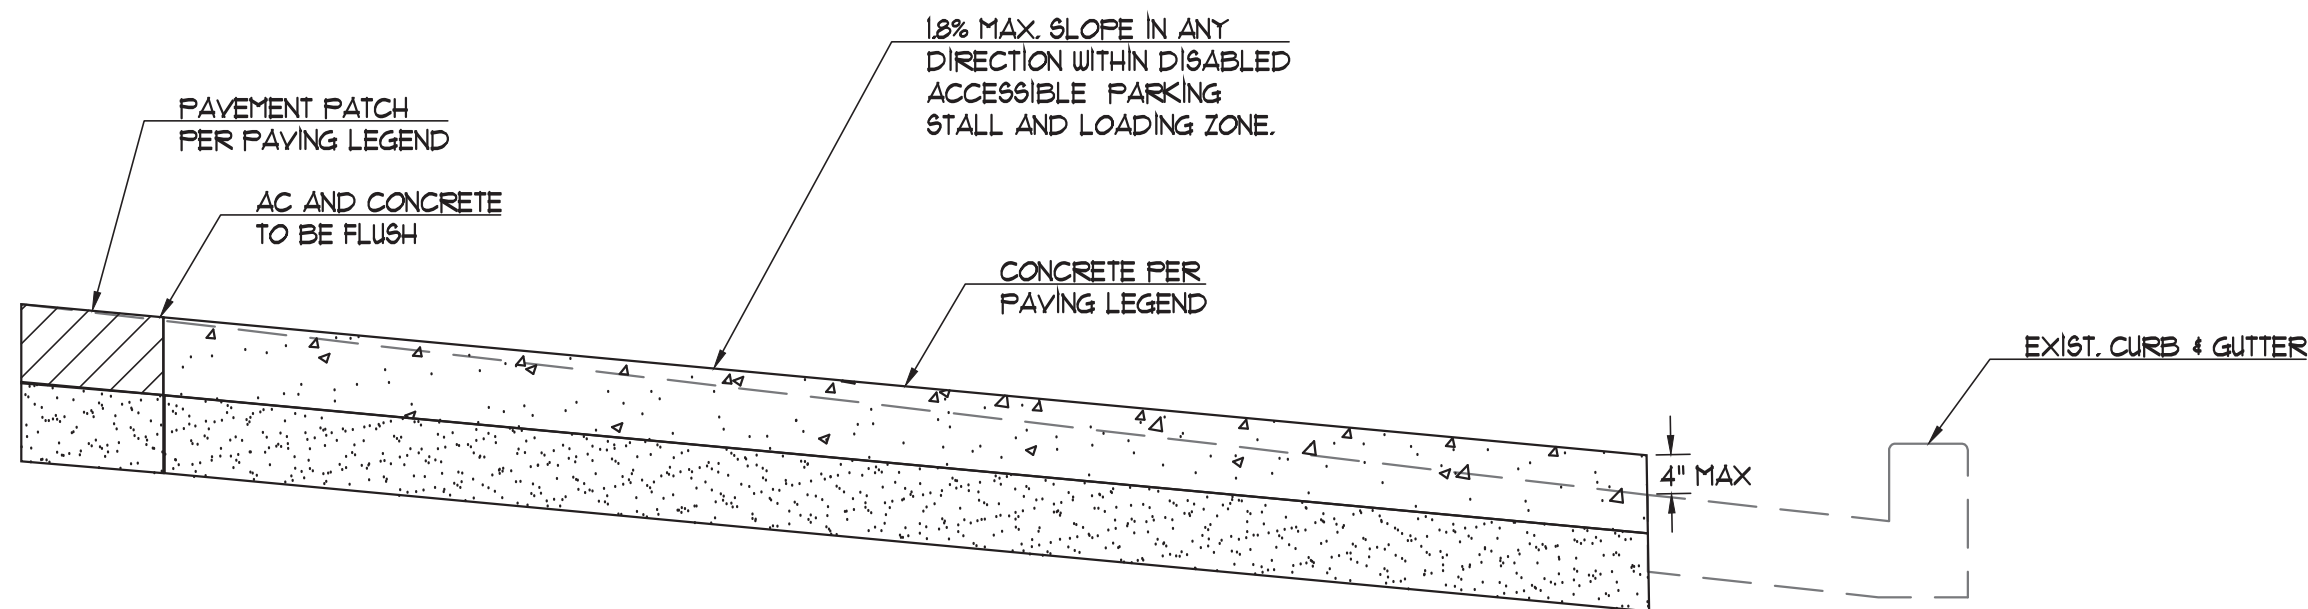 1.8% MAX. SLOPE IN ANY
DIRECTION WITHIN DISABLED
ACCESSIBLE PARKING
STALL AND LOADING ZONE.
PAVEMENT PATCH
PER PAVING LEGEND
AC AND CONCRETE
TO BE FLUSH
CONCRETE PER
PAVING LEGEND
EXIST. CURB & GUTTER
4" MAX